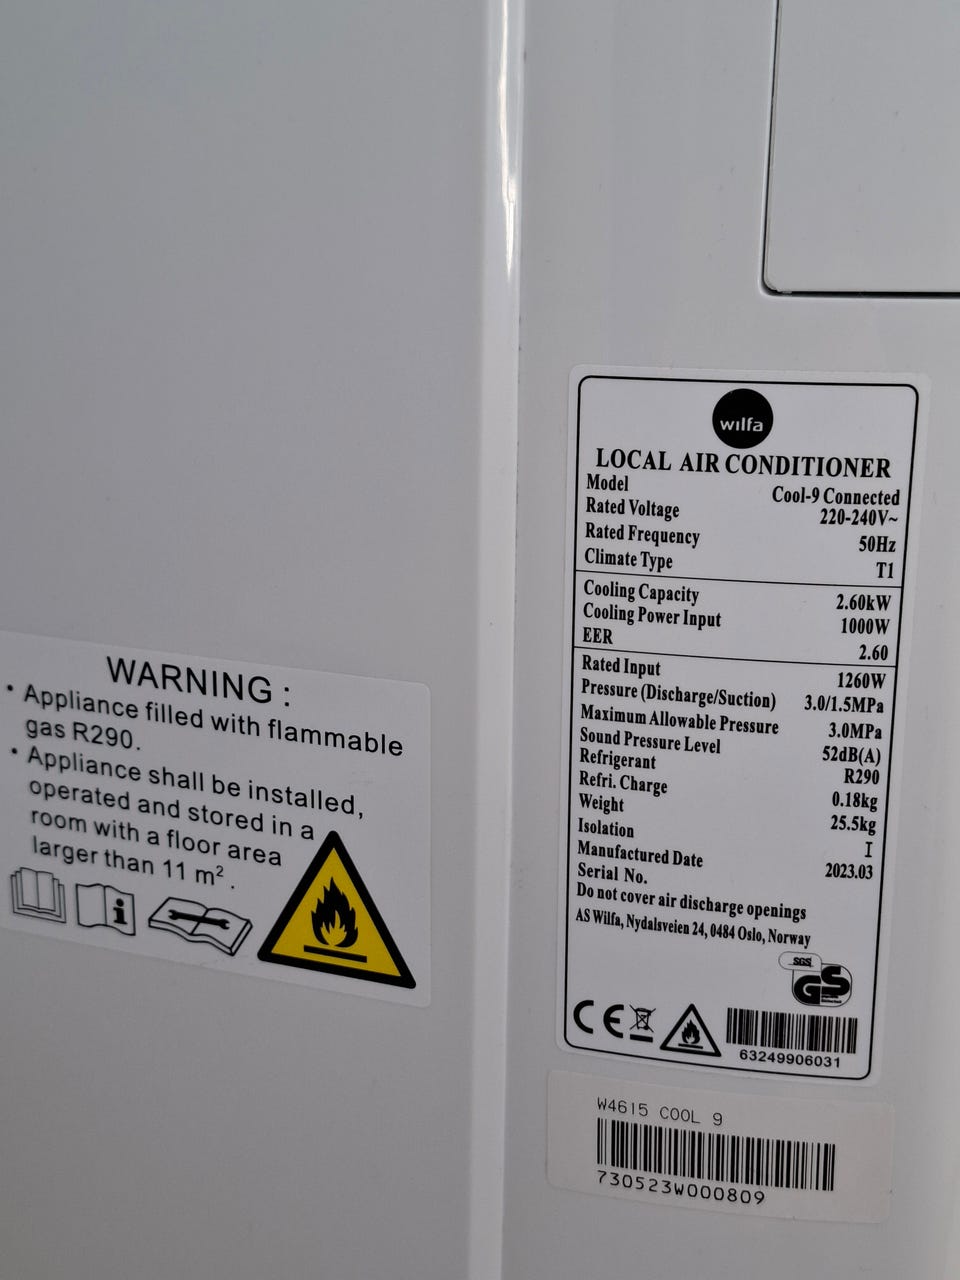 WARNING :
• Appliance filled with flammable
gas R290.
• Appliance shall be installed,
operated and stored in a
room with a floor area
larger than 11 m².
wilfa
LOCAL AIR CONDITIONER
Model Cool-9 Connected
Rated Voltage 220-240V~
Rated Frequency 50Hz
Climate Type T1
Cooling Capacity 2.60kW
Cooling Power Input 1000W
EER 2.60
Rated Input 1260W
Pressure (Discharge/Suction) 3.0/1.5MPa
Maximum Allowable Pressure 3.0MPa
Sound Pressure Level 52dB(A)
Refrigerant R290
Refri. Charge 0.18kg
Weight 25.5kg
Isolation I
Manufactured Date 2023.03
Serial No.
Do not cover air discharge openings
AS Wilfa, Nydalsveien 24, 0484 Oslo, Norway
SGS
GS
CE
63249906031
W4615 COOL 9
730523W000809